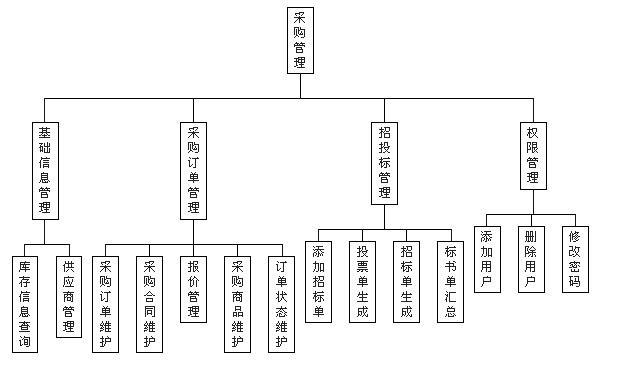 采购管理
基础信息管理
采购订单管理
招投标管理
权限管理
库存信息查询
供应商管理
采购订单维护
采购合同维护
报价管理
采购商品维护
订单状态维护
添加招标单
投票单生成
招标单生成
标书单汇总
添加用户
删除用户
修改密码